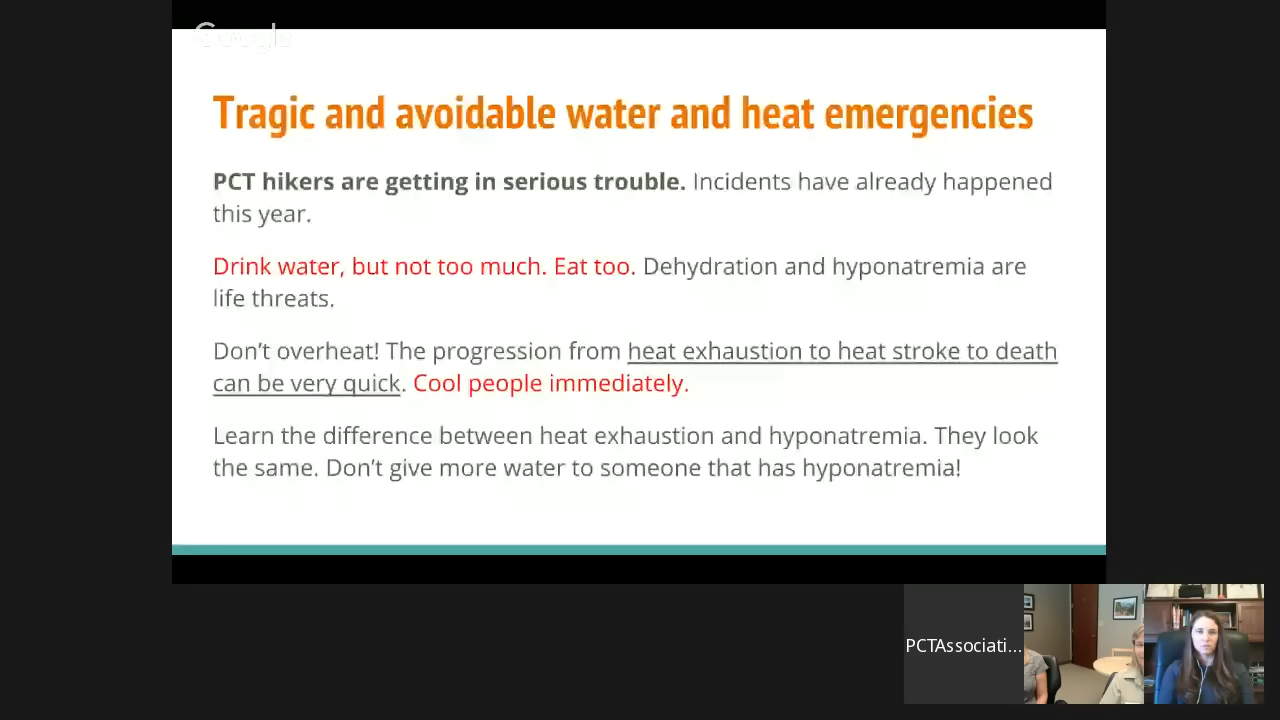 Google
Tragic and avoidable water and heat emergencies
PCT hikers are getting in serious trouble. Incidents have already happened
this year.
Drink water, but not too much. Eat too. Dehydration and hyponatremia are
life threats.
Don't overheat! The progression from heat exhaustion to heat stroke to death
can be very quick. Cool people immediately.
Learn the difference between heat exhaustion and hyponatremia. They look
the same. Don't give more water to someone that has hyponatremia!
PCTAssociati...